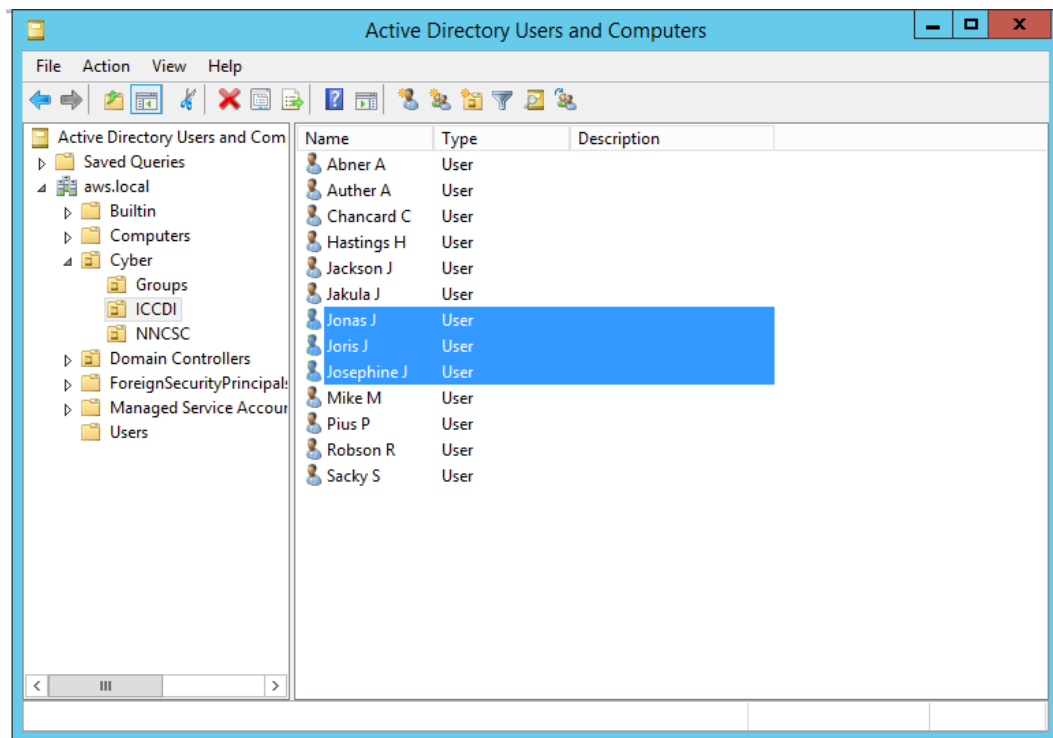 Active Directory Users and Computers
File Action View Help
Active Directory Users and Com
Saved Queries
aws.local
Builtin
Computers
Cyber
Groups
ICCDI
NNCSC
Domain Controllers
ForeignSecurityPrincipals
Managed Service Accour
Users
Name Type Description
Abner A User
Auther A User
Chancard C User
Hastings H User
Jackson J User
Jakula J User
Jonas J User
Joris J User
Josephine J User
Mike M User
Pius P User
Robson R User
Sacky S User